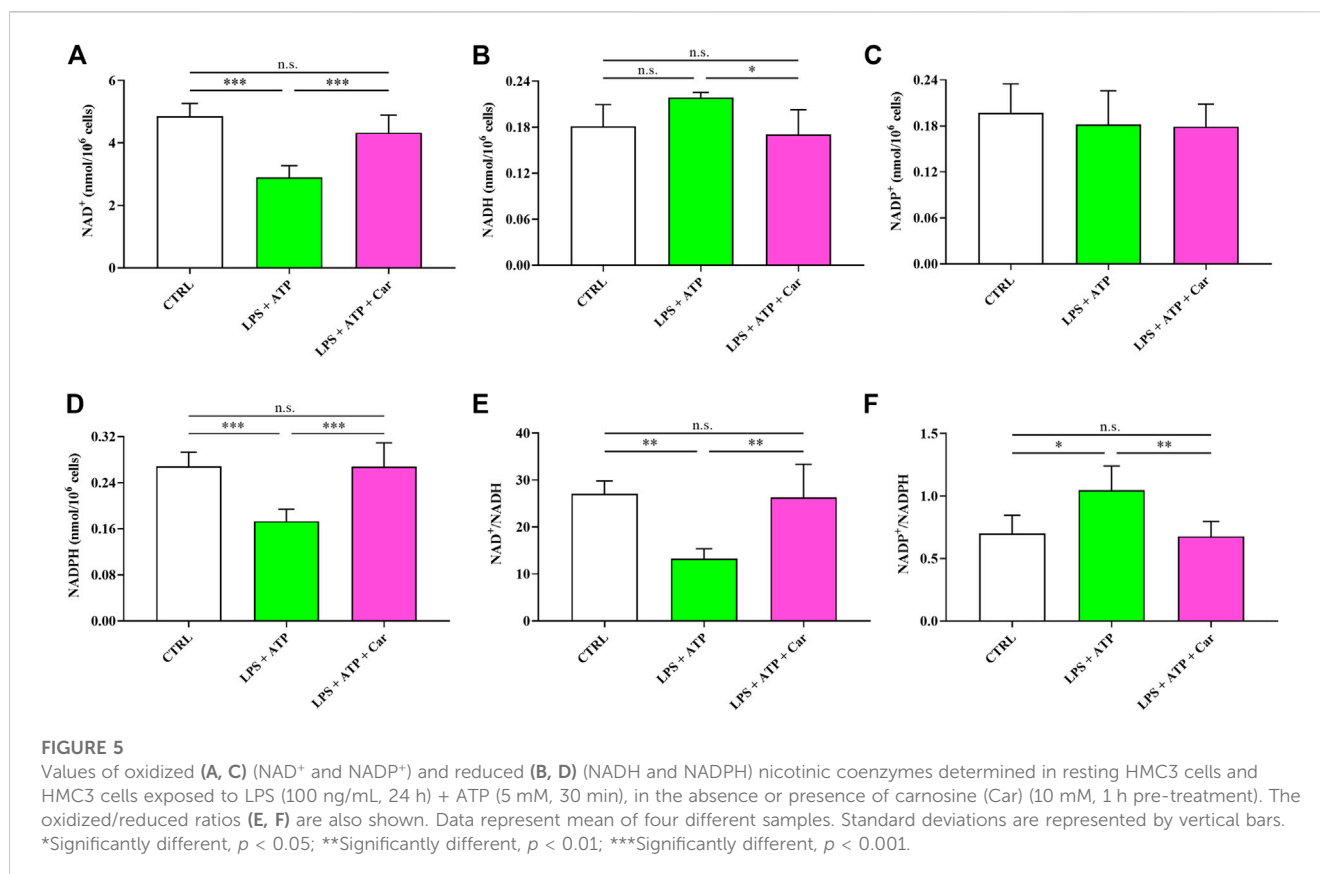 A
n.s.
***
***
NAD⁺ (nmol/10⁶ cells)
6
4
2
0
CTRL
LPS + ATP
LPS + ATP + Car
B
n.s.
n.s.
*
NADH (nmol/10⁶ cells)
0.24
0.18
0.12
0.06
0.00
CTRL
LPS + ATP
LPS + ATP + Car
C
NADP⁺ (nmol/10⁶ cells)
0.24
0.18
0.12
0.06
0.00
CTRL
LPS + ATP
LPS + ATP + Car
D
n.s.
***
***
NADPH (nmol/10⁶ cells)
0.32
0.24
0.16
0.08
0.00
CTRL
LPS + ATP
LPS + ATP + Car
E
n.s.
**
**
NAD⁺/NADH
40
30
20
10
0
CTRL
LPS + ATP
LPS + ATP + Car
F
n.s.
*
**
NADP⁺/NADPH
1.5
1.0
0.5
0.0
CTRL
LPS + ATP
LPS + ATP + Car
FIGURE 5
Values of oxidized (A, C) (NAD⁺ and NADP⁺) and reduced (B, D) (NADH and NADPH) nicotinic coenzymes determined in resting HMC3 cells and
HMC3 cells exposed to LPS (100 ng/mL, 24 h) + ATP (5 mM, 30 min), in the absence or presence of carnosine (Car) (10 mM, 1 h pre-treatment). The
oxidized/reduced ratios (E, F) are also shown. Data represent mean of four different samples. Standard deviations are represented by vertical bars.
*Significantly different, p < 0.05; **Significantly different, p < 0.01; ***Significantly different, p < 0.001.